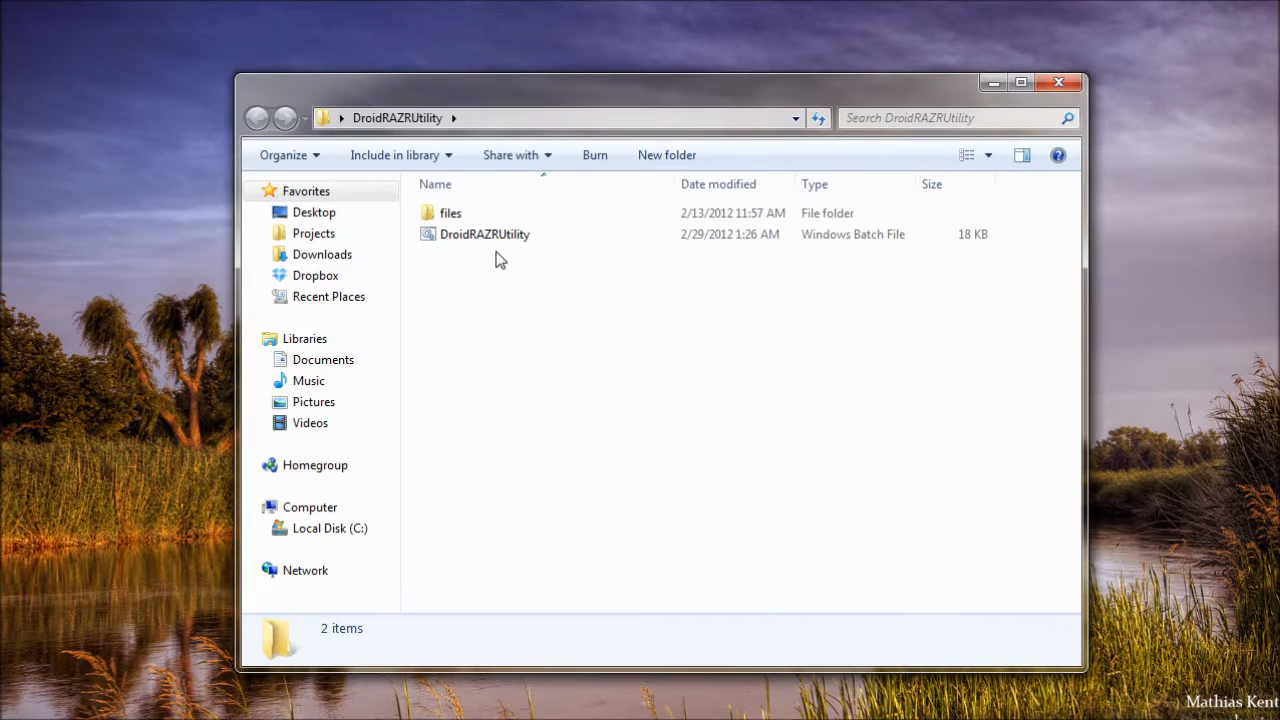 DroidRAZRUtility
Search DroidRAZRUtility
Organize Include in library Share with Burn New folder
Name Date modified Type Size
files 2/13/2012 11:57 AM File folder
DroidRAZRUtility 2/29/2012 1:26 AM Windows Batch File 18 KB
Favorites
Desktop
Projects
Downloads
Dropbox
Recent Places
Libraries
Documents
Music
Pictures
Videos
Homegroup
Computer
Local Disk (C:)
Network
2 items
Mathias Kent